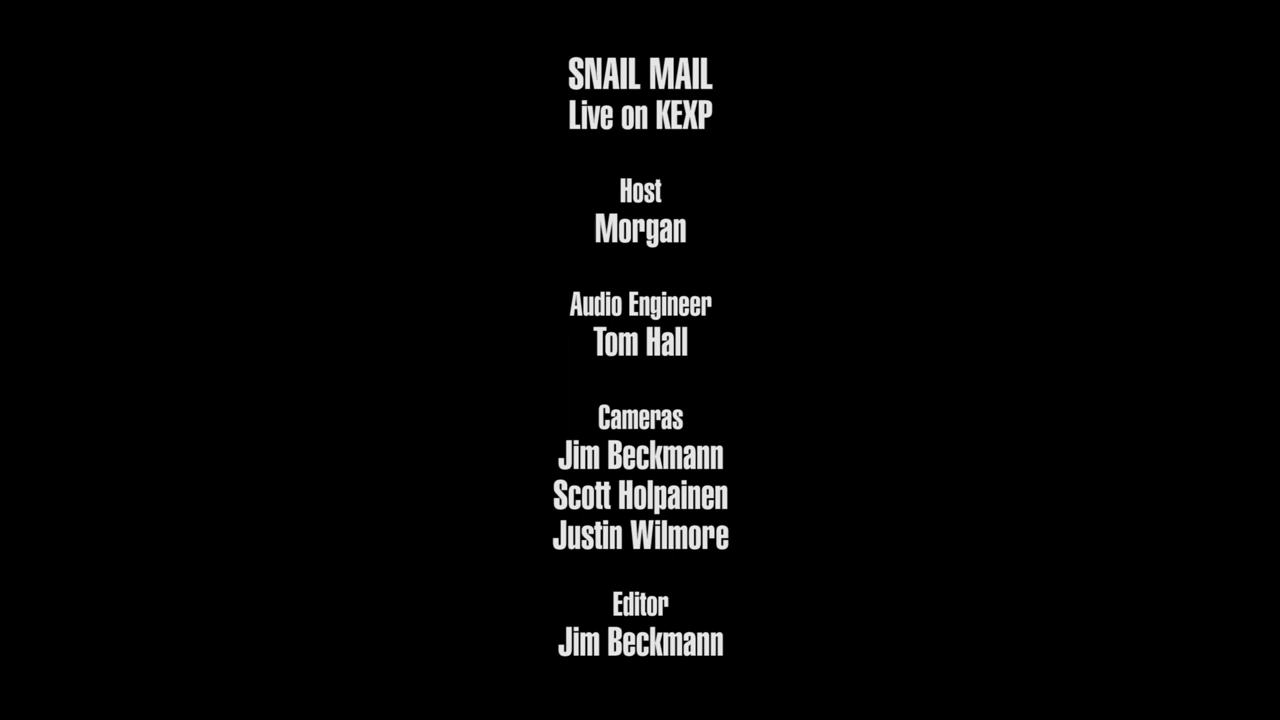 SNAIL MAIL
Live on KEXP
Host
Morgan
Audio Engineer
Tom Hall
Cameras
Jim Beckmann
Scott Holpainen
Justin Wilmore
Editor
Jim Beckmann